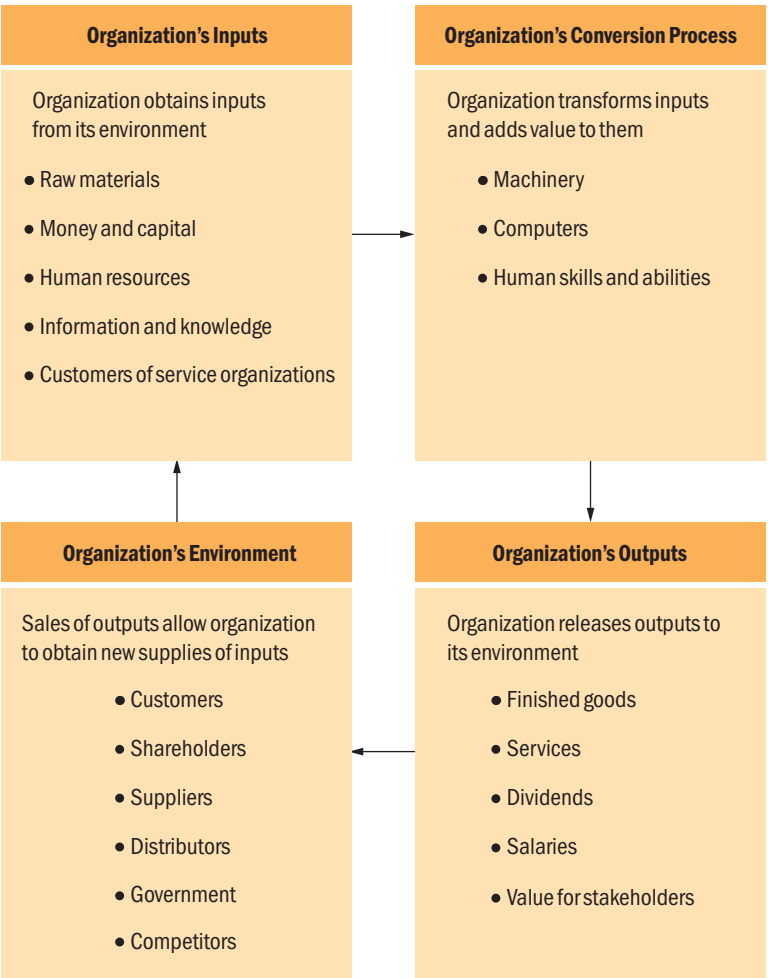 Organization's Inputs
Organization obtains inputs
from its environment
• Raw materials
• Money and capital
• Human resources
• Information and knowledge
• Customers of service organizations
Organization's Conversion Process
Organization transforms inputs
and adds value to them
• Machinery
• Computers
• Human skills and abilities
Organization's Environment
Sales of outputs allow organization
to obtain new supplies of inputs
• Customers
• Shareholders
• Suppliers
• Distributors
• Government
• Competitors
Organization's Outputs
Organization releases outputs to
its environment
• Finished goods
• Services
• Dividends
• Salaries
• Value for stakeholders